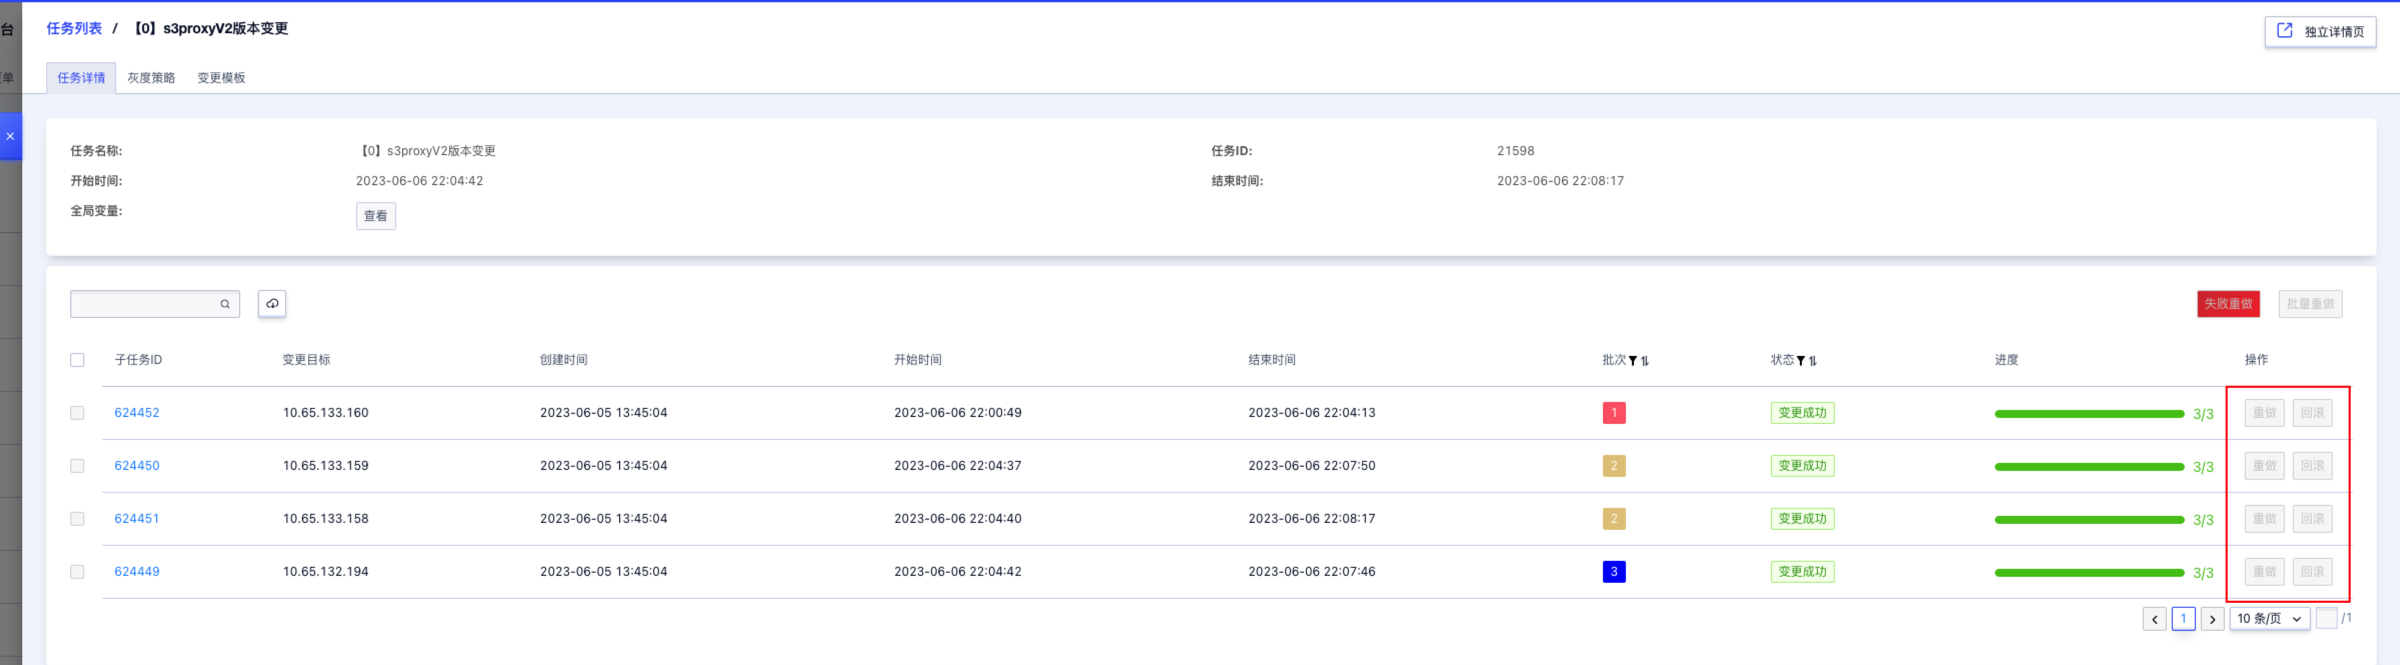 台
任务列表 / 【0】s3proxyV2版本变更
独立详情页
单
任务详情 灰度策略 变更模板
任务名称: 【0】s3proxyV2版本变更 任务ID: 21598
开始时间: 2023-06-06 22:04:42 结束时间: 2023-06-06 22:08:17
全局变量: 查看
失败重做 批量重做
子任务ID 变更目标 创建时间 开始时间 结束时间 批次 状态 进度 操作
624452 10.65.133.160 2023-06-05 13:45:04 2023-06-06 22:00:49 2023-06-06 22:04:13 1 变更成功 3/3 重做 回滚
624450 10.65.133.159 2023-06-05 13:45:04 2023-06-06 22:04:37 2023-06-06 22:07:50 2 变更成功 3/3 重做 回滚
624451 10.65.133.158 2023-06-05 13:45:04 2023-06-06 22:04:40 2023-06-06 22:08:17 2 变更成功 3/3 重做 回滚
624449 10.65.132.194 2023-06-05 13:45:04 2023-06-06 22:04:42 2023-06-06 22:07:46 3 变更成功 3/3 重做 回滚
1 10 条/页 /1